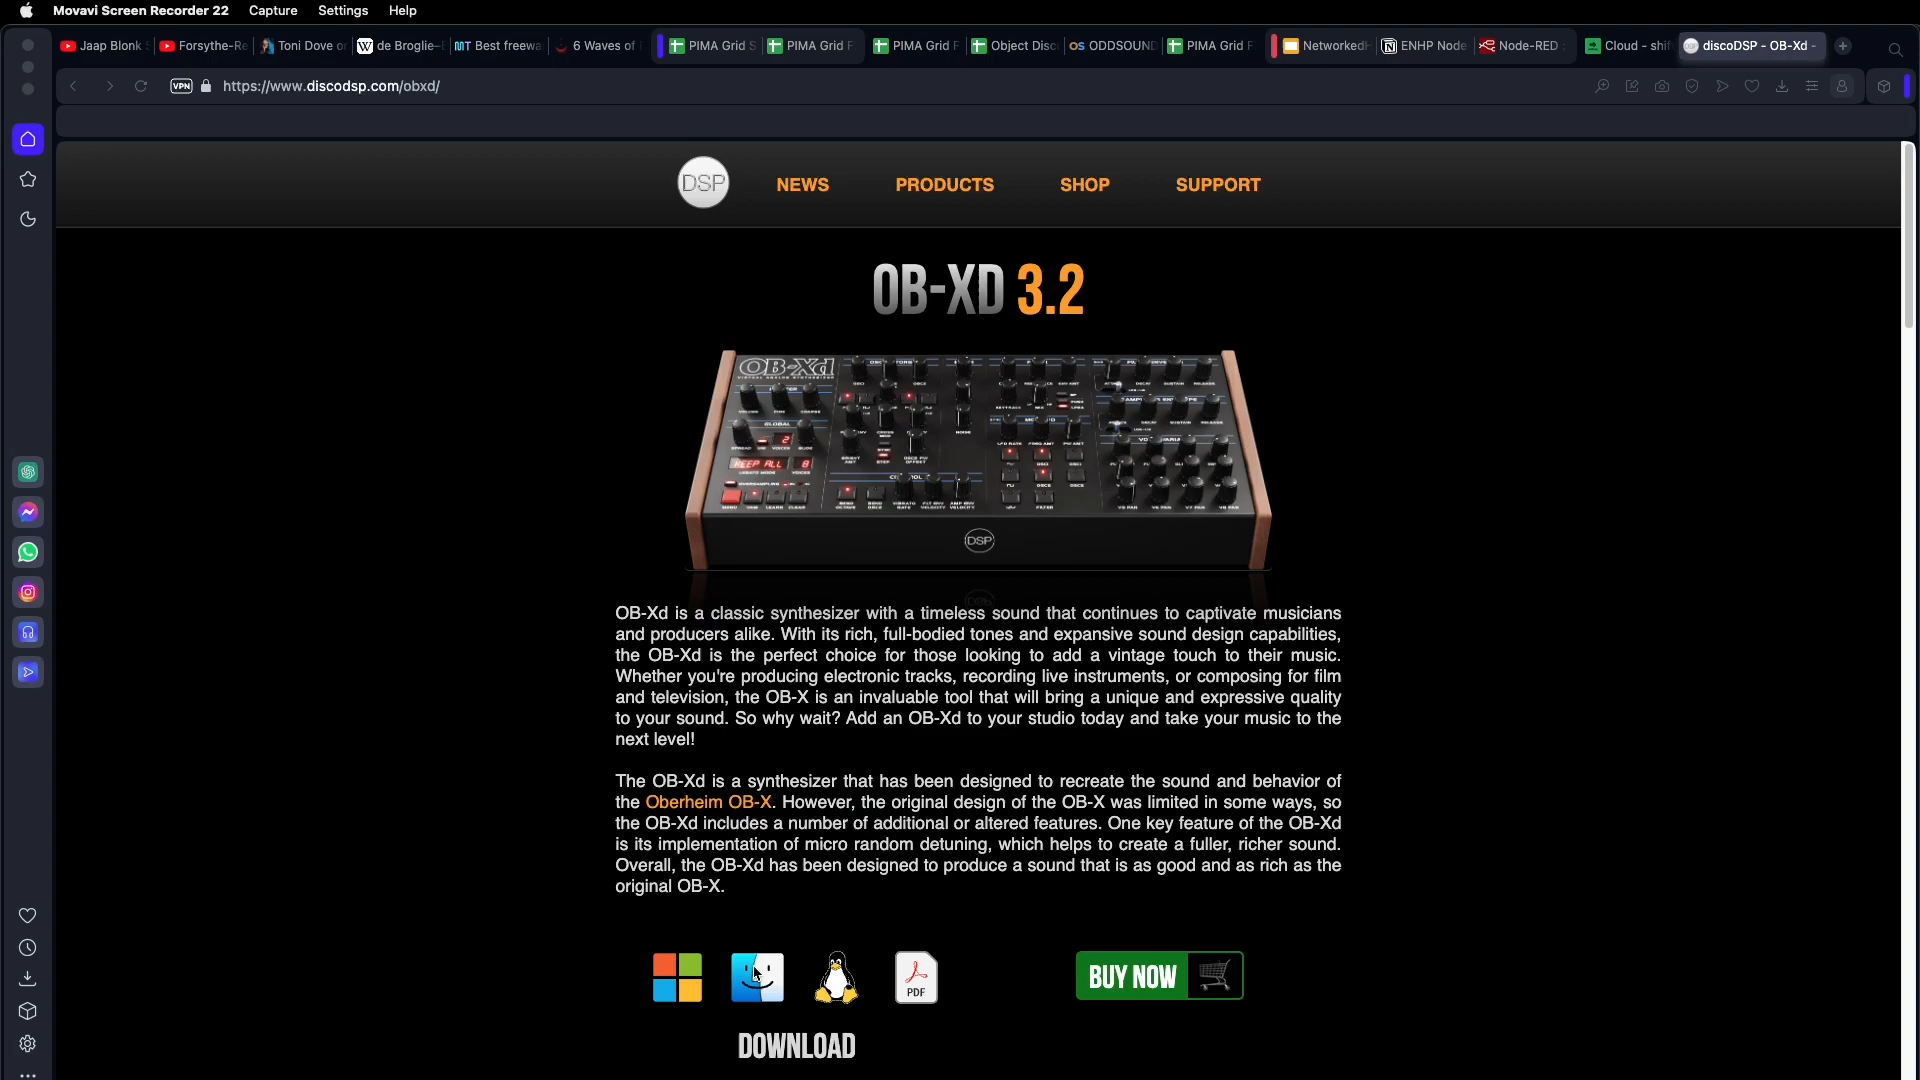 Movavi Screen Recorder 22 Capture Settings Help
Jaap Blonk Forsythe-Re Toni Dove or de Broglie– Best freewa 6 Waves of PIMA Grid S PIMA Grid F PIMA Grid F Object Disc ODDSOUND PIMA Grid F Networked ENHP Node Node-RED Cloud - shif discoDSP - OB-Xd -
VPN https://www.discodsp.com/obxd/
DSP NEWS PRODUCTS SHOP SUPPORT
OB-XD 3.2
OB-Xd
VIRTUAL ANALOG SYNTHESIZER
GLOBAL
KEEP ALL 8
DSP
OB-Xd is a classic synthesizer with a timeless sound that continues to captivate musicians
and producers alike. With its rich, full-bodied tones and expansive sound design capabilities,
the OB-Xd is the perfect choice for those looking to add a vintage touch to their music.
Whether you're producing electronic tracks, recording live instruments, or composing for film
and television, the OB-X is an invaluable tool that will bring a unique and expressive quality
to your sound. So why wait? Add an OB-Xd to your studio today and take your music to the
next level!
The OB-Xd is a synthesizer that has been designed to recreate the sound and behavior of
the Oberheim OB-X. However, the original design of the OB-X was limited in some ways, so
the OB-Xd includes a number of additional or altered features. One key feature of the OB-Xd
is its implementation of micro random detuning, which helps to create a fuller, richer sound.
Overall, the OB-Xd has been designed to produce a sound that is as good and as rich as the
original OB-X.
PDF BUY NOW
DOWNLOAD